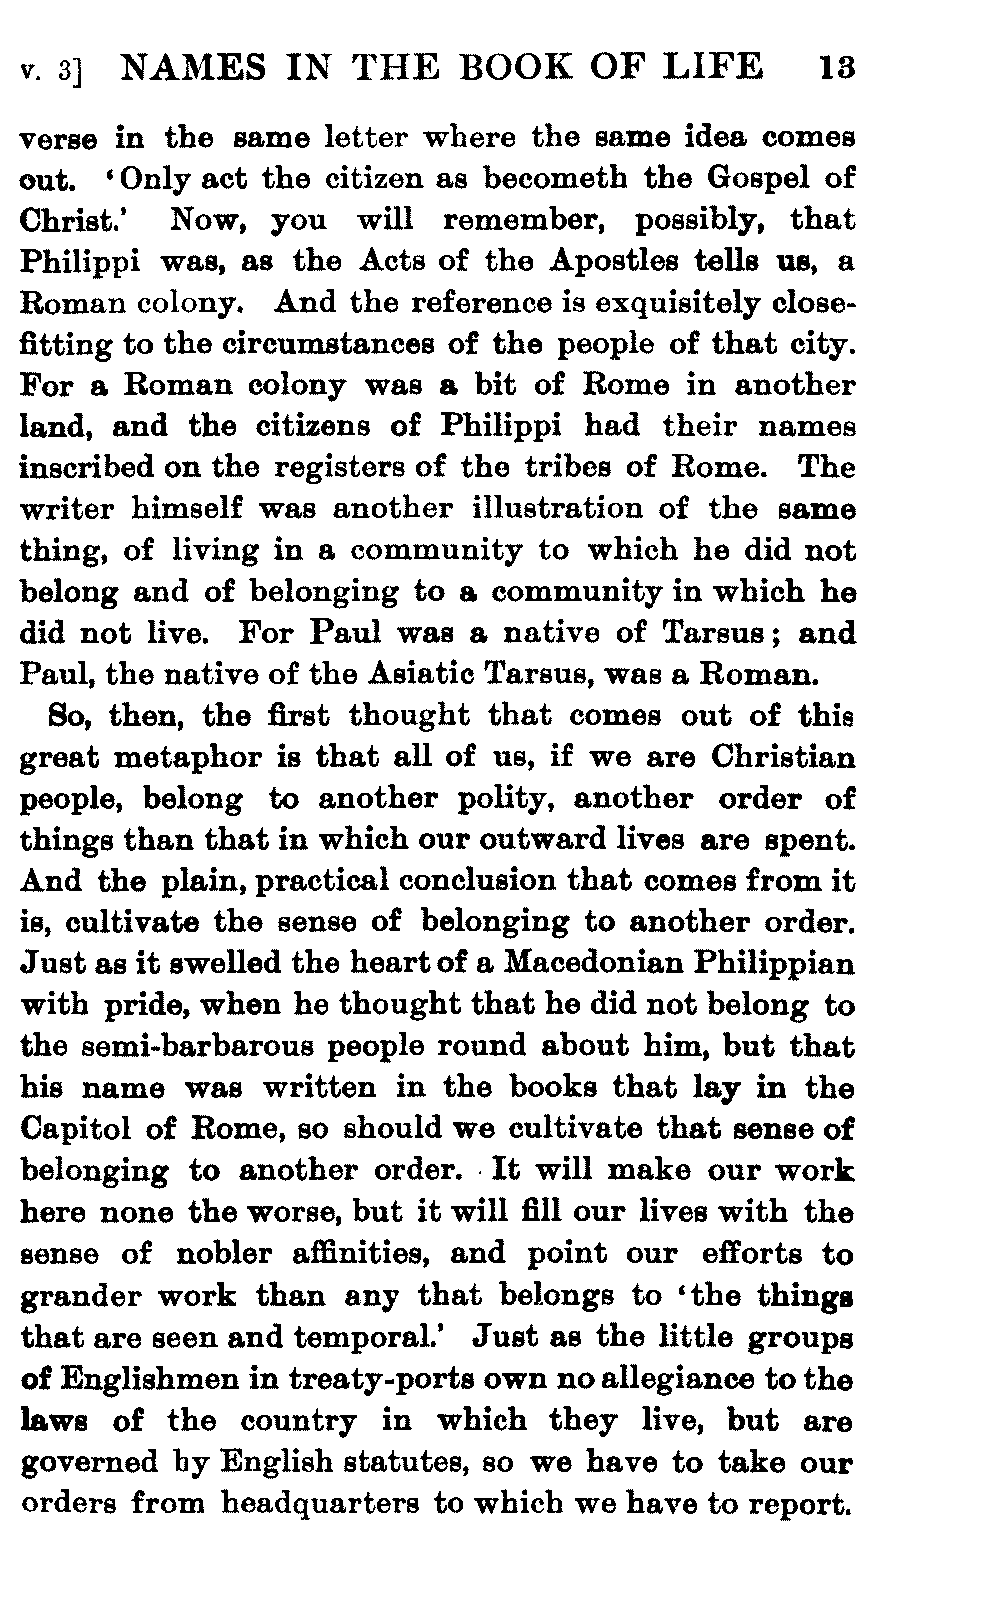 v. 3] NAMES IN THE BOOK OF LIFE 13
verse in the same letter where the same idea comes
out. ‘Only act the citizen as becometh the Gospel of
Christ.’ Now, you will remember, possibly, that
Philippi was, as the Acts of the Apostles tells us, a
Roman colony. And the reference is exquisitely close-
fitting to the circumstances of the people of that city.
For a Roman colony was a bit of Rome in another
land, and the citizens of Philippi had their names
inscribed on the registers of the tribes of Rome. The
writer himself was another illustration of the same
thing, of living in a community to which he did not
belong and of belonging to a community in which he
did not live. For Paul was a native of Tarsus; and
Paul, the native of the Asiatic Tarsus, was a Roman.
So, then, the first thought that comes out of this
great metaphor is that all of us, if we are Christian
people, belong to another polity, another order of
things than that in which our outward lives are spent.
And the plain, practical conclusion that comes from it
is, cultivate the sense of belonging to another order.
Just as it swelled the heart of a Macedonian Philippian
with pride, when he thought that he did not belong to
the semi-barbarous people round about him, but that
his name was written in the books that lay in the
Capitol of Rome, so should we cultivate that sense of
belonging to another order. It will make our work
here none the worse, but it will fill our lives with the
sense of nobler affinities, and point our efforts to
grander work than any that belongs to ‘the things
that are seen and temporal.’ Just as the little groups
of Englishmen in treaty-ports own no allegiance to the
laws of the country in which they live, but are
governed by English statutes, so we have to take our
orders from headquarters to which we have to report.